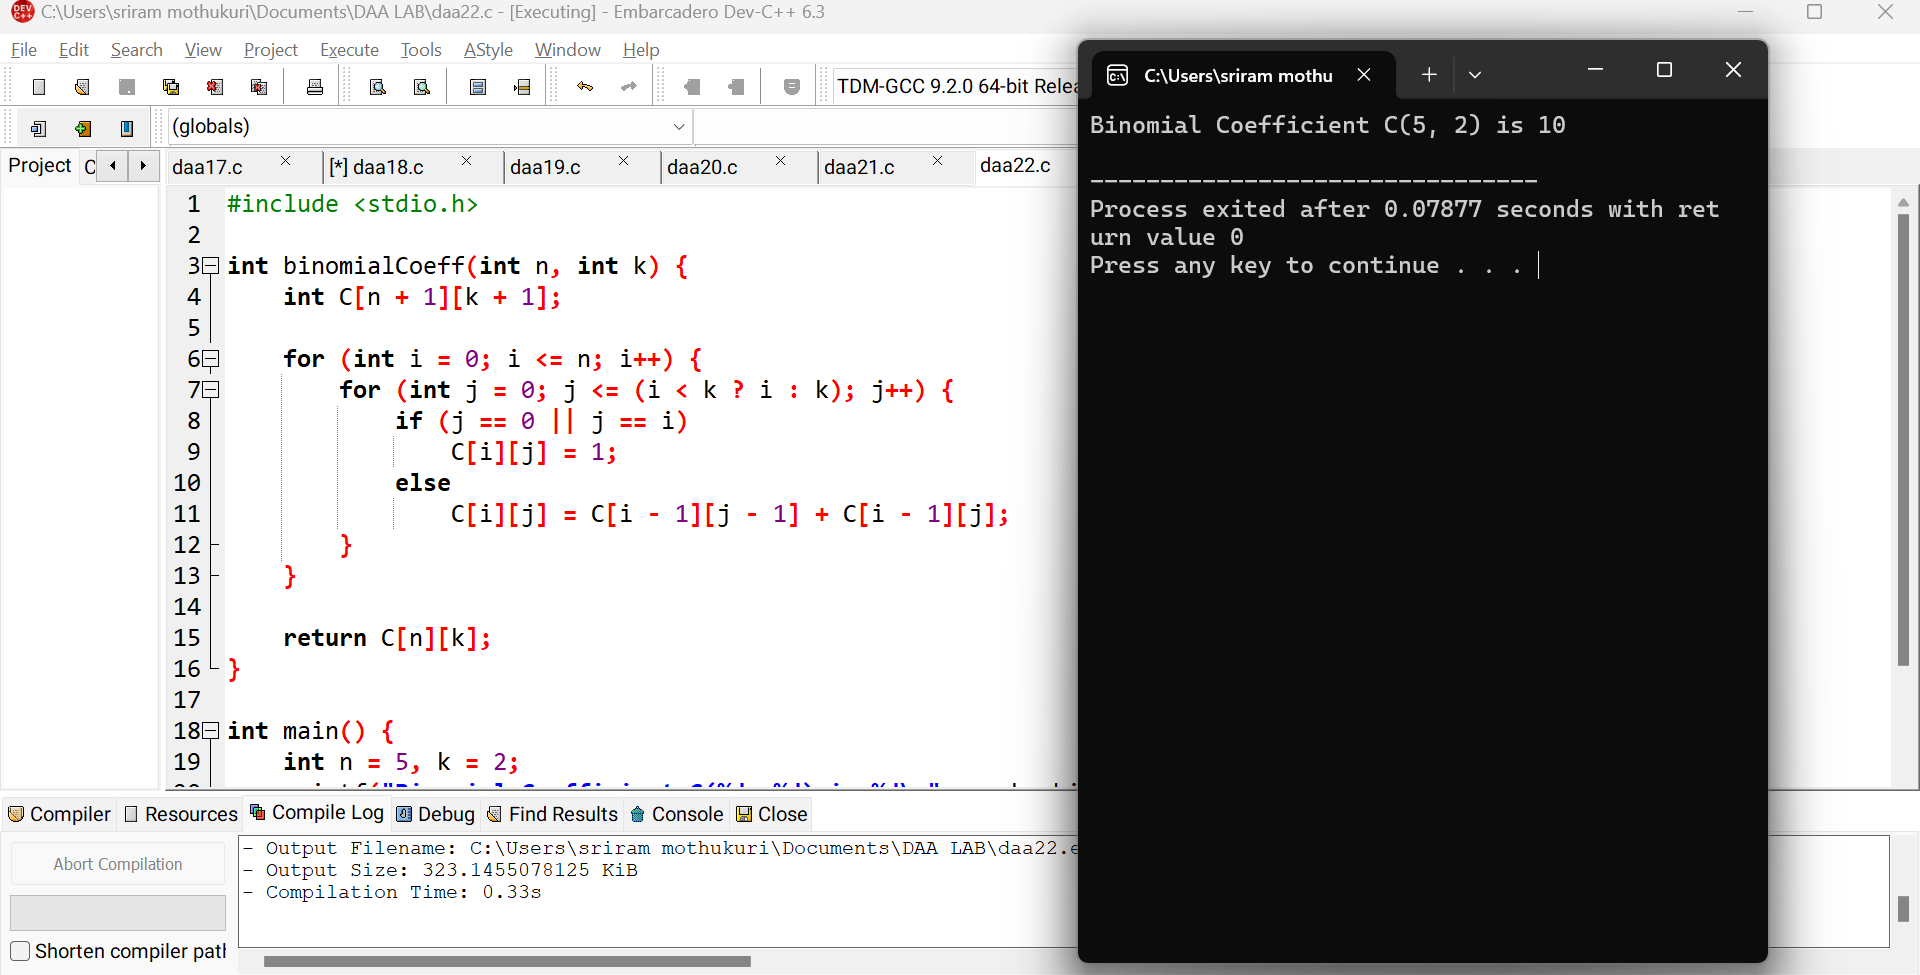 C:\Users\sriram mothukuri\Documents\DAA LAB\daa22.c - [Executing] - Embarcadero Dev-C++ 6.3
File Edit Search View Project Execute Tools AStyle Window Help
TDM-GCC 9.2.0 64-bit
(globals)
Project
daa17.c
[*] daa18.c
daa19.c
daa20.c
daa21.c
daa22.c
1 #include <stdio.h>
2
3 int binomialCoeff(int n, int k) {
4 int C[n + 1][k + 1];
5
6 for (int i = 0; i <= n; i++) {
7 for (int j = 0; j <= (i < k ? i : k); j++) {
8 if (j == 0 || j == i)
9 C[i][j] = 1;
10 else
11 C[i][j] = C[i - 1][j - 1] + C[i - 1][j];
12 }
13 }
14
15 return C[n][k];
16 }
17
18 int main() {
19 int n = 5, k = 2;
C:\Users\sriram mothu
Binomial Coefficient C(5, 2) is 10
--------------------------------
Process exited after 0.07877 seconds with ret
urn value 0
Press any key to continue . . .
Compiler Resources Compile Log Debug Find Results Console Close
Abort Compilation
Shorten compiler path
- Output Filename: C:\Users\sriram mothukuri\Documents\DAA LAB\daa22.e
- Output Size: 323.1455078125 KiB
- Compilation Time: 0.33s